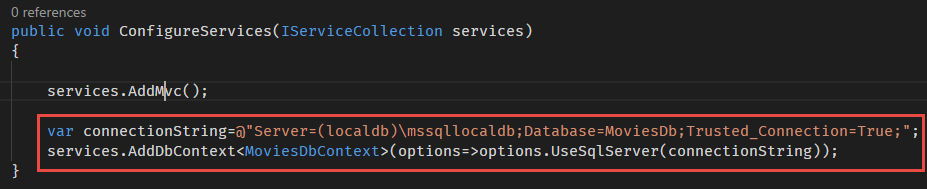 0 references
public void ConfigureServices(IServiceCollection services)
{
services.AddMvc();
var connectionString=@"Server=(localdb)\mssqllocaldb;Database=MoviesDb;Trusted_Connection=True;";
services.AddDbContext<MoviesDbContext>(options=>options.UseSqlServer(connectionString));
}